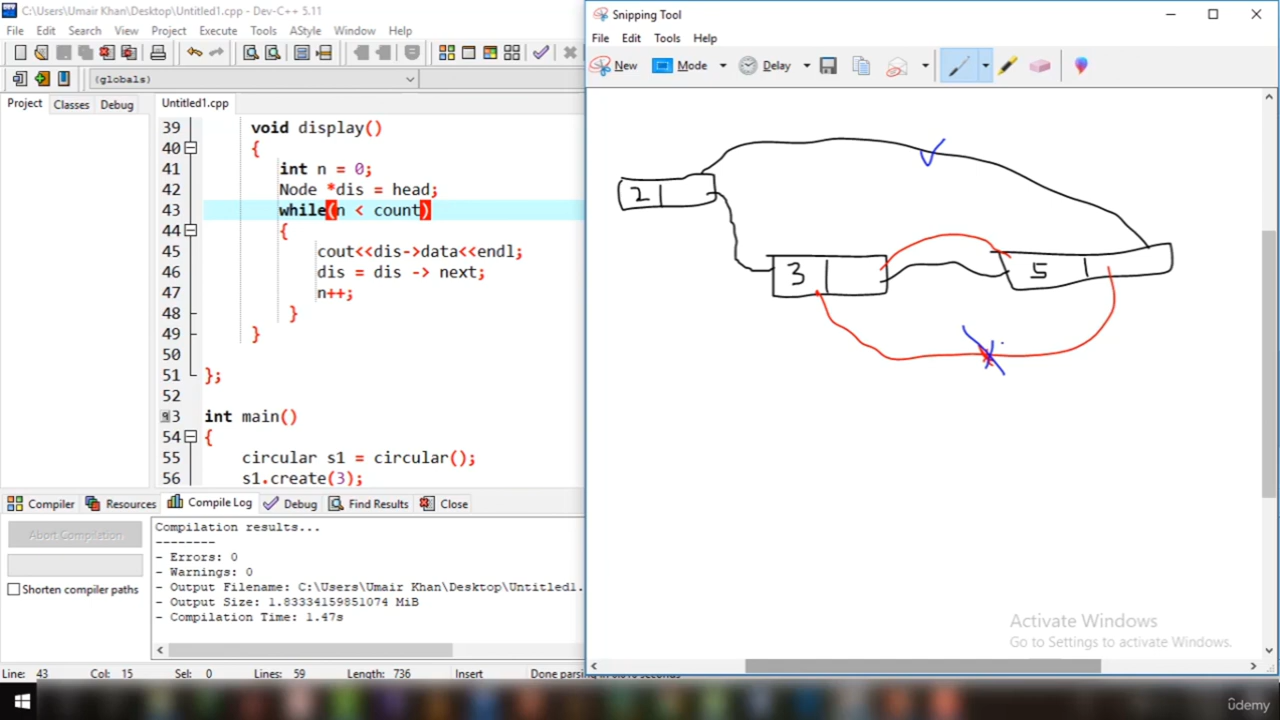 C:\Users\Umair Khan\Desktop\Untitled1.cpp - Dev-C++ 5.11
File Edit Search View Project Execute Tools AStyle Window Help
(globals)
Project Classes Debug
Untitled1.cpp
39 void display()
40 {
41 int n = 0;
42 Node *dis = head;
43 while(n < count)
44 {
45 cout<<dis->data<<endl;
46 dis = dis -> next;
47 n++;
48 }
49 }
50
51 };
52
53 int main()
54 {
55 circular s1 = circular();
56 s1.create(3);
Compiler Resources Compile Log Debug Find Results Close
Abort Compilation
Shorten compiler paths
Compilation results...
--------
- Errors: 0
- Warnings: 0
- Output Filename: C:\Users\Umair Khan\Desktop\Untitled1.
- Output Size: 1.83334159851074 MiB
- Compilation Time: 1.47s
Line: 43 Col: 15 Sel: 0 Lines: 59 Length: 736 Insert Done parsing in
Snipping Tool
File Edit Tools Help
New Mode Delay
2
3
5
Activate Windows
Go to Settings to activate Windows.
ûdemy